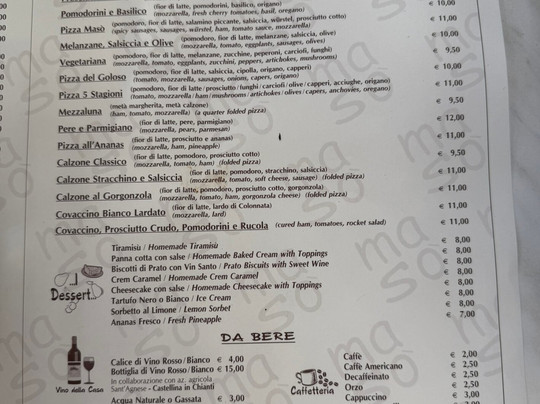 € 10,00
Pomodorini e Basilico (fior di latte, pomodorini, basilico, origano)
(mozzarella, fresh cherry tomatoes, basil, oregano)
Pizza Masò (pomodoro, fior di latte, salamino piccante, salsiccia, würstel, prosciutto cotto) € 11,00
(spicy sausages, sausages, würstel, ham, tomato sauce, mozzarella)
Melanzane, Salsiccia e Olive (pomodoro, fior di latte, melanzane, salsiccia, olive) € 10,00
(mozzarella, tomato, eggplants, sausages, olives)
Vegetariana (pomodoro, fior di latte, melanzane, zucchine, peperoni, carciofi, funghi) € 9,50
(mozzarella, tomato, eggplants, zucchini, peppers, artichokes, mushrooms)
Pizza del Goloso (pomodoro, fior di latte, salsiccia, cipolla, origano, capperi) € 10,00
(tomato, mozzarella, sausages, onions, capers, origano)
Pizza 5 Stagioni (pomodoro, fior di latte/prosciutto/funghi/carciofi/olive/capperi, acciughe, origano) € 11,00
(tomato, mozzarella/ham/mushrooms/artichokes/olives/capers, anchovies, oregano)
Mezzaluna (metà margherita, metà calzone) € 9,50
(ham, tomato, mozzarella) (a quarter folded pizza)
Pere e Parmigiano (fior di latte, pere, parmigiano) € 12,00
(mozzarella, pears, parmesan)
Pizza all'Ananas (fior di latte, prosciutto e ananas) € 11,00
(mozzarella, ham, pineapple)
Calzone Classico (fior di latte, pomodoro, prosciutto cotto) € 9,50
(mozzarella, tomato, ham) (folded pizza)
Calzone Stracchino e Salsiccia (fior di latte, pomodoro, stracchino, salsiccia) € 11,00
(mozzarella, tomato, soft cheese, sausage) (folded pizza)
Calzone al Gorgonzola (fior di latte, pomodoro, prosciutto cotto, gorgonzola) € 11,00
(mozzarella, tomato, ham, gorgonzola cheese) (folded pizza)
Covaccino Bianco Lardato (fior di latte, lardo di Colonnata) € 11,00
(mozzarella, lard)
Covaccino, Prosciutto Crudo, Pomodorini e Rucola (cured ham, tomatoes, rocket salad) € 11,00
Dessert...
Tiramisù / Homemade Tiramisù € 8,00
Panna cotta con salse / Homemade Baked Cream with Toppings € 8,00
Biscotti di Prato con Vin Santo / Prato Biscuits with Sweet Wine € 8,00
Crem Caramel / Homemade Crem Caramel € 8,00
Cheesecake con salse / Homemade Cheesecake with Toppings € 8,00
Tartufo Nero o Bianco / Ice Cream € 8,00
Sorbetto al Limone / Lemon Sorbet € 8,00
Ananas Fresco / Fresh Pineapple € 7,00
DA BERE
Vino della Casa
Calice di Vino Rosso/Bianco € 4,00
Bottiglia di Vino Rosso/Bianco € 15,00
in collaborazione con az. agricola
Sant'Agnese - Castellina in Chianti
Acqua Naturale o Gassata € 3,00
Caffetteria
Caffè € 2,00
Caffè Americano € 2,50
Decaffeinato € 2,50
Orzo € 2,50
Cappuccino € 3,00